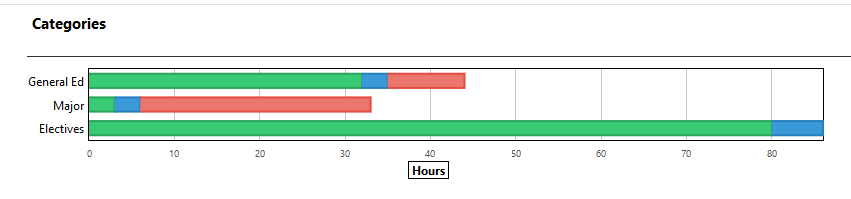 Categories
General Ed
Major
Electives
0 10 20 30 40 50 60 70 80
Hours